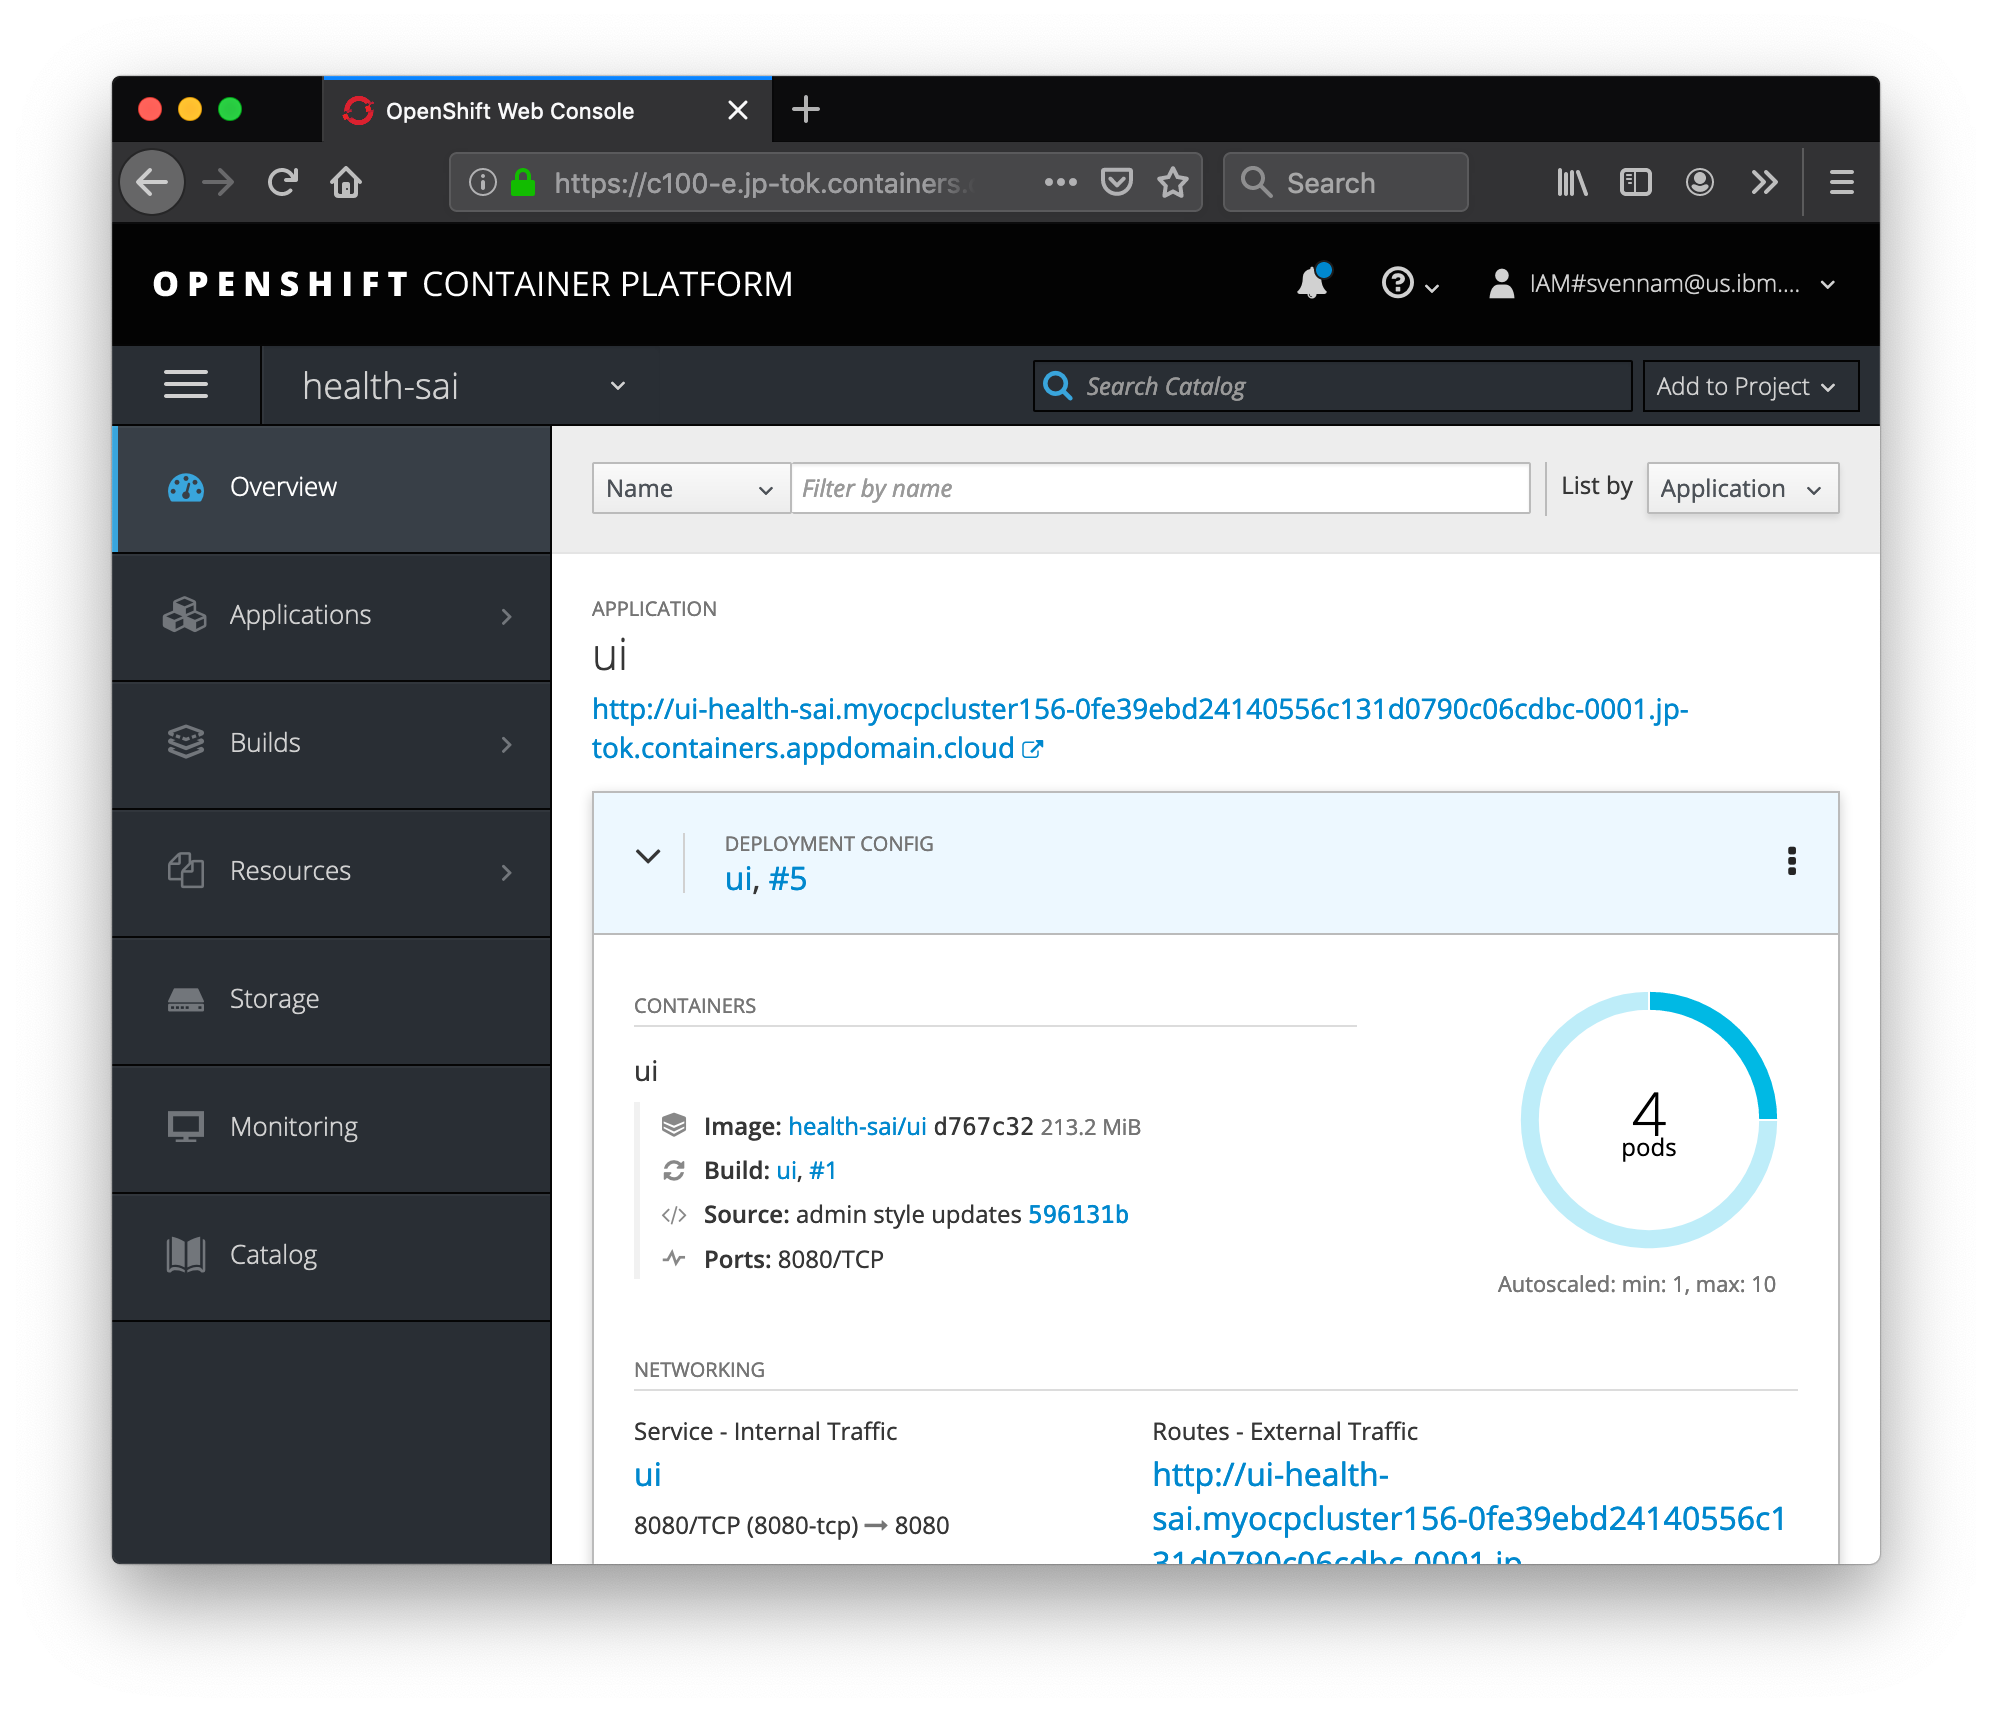 OpenShift Web Console
https://c100-e.jp-tok.containers.
Search
OPENSHIFT CONTAINER PLATFORM
IAM#svennam@us.ibm....
health-sai
Search Catalog
Add to Project
Overview
Applications
Builds
Resources
Storage
Monitoring
Catalog
Name
Filter by name
List by
Application
APPLICATION
ui
http://ui-health-sai.myocpcluster156-0fe39ebd24140556c131d0790c06cdbc-0001.jp-
tok.containers.appdomain.cloud
DEPLOYMENT CONFIG
ui, #5
CONTAINERS
ui
Image: health-sai/ui d767c32 213.2 MiB
Build: ui, #1
Source: admin style updates 596131b
Ports: 8080/TCP
4
pods
Autoscaled: min: 1, max: 10
NETWORKING
Service - Internal Traffic
ui
8080/TCP (8080-tcp) → 8080
Routes - External Traffic
http://ui-health-
sai.myocpcluster156-0fe39ebd24140556c1
31d0790c06cdbc-0001.jp-